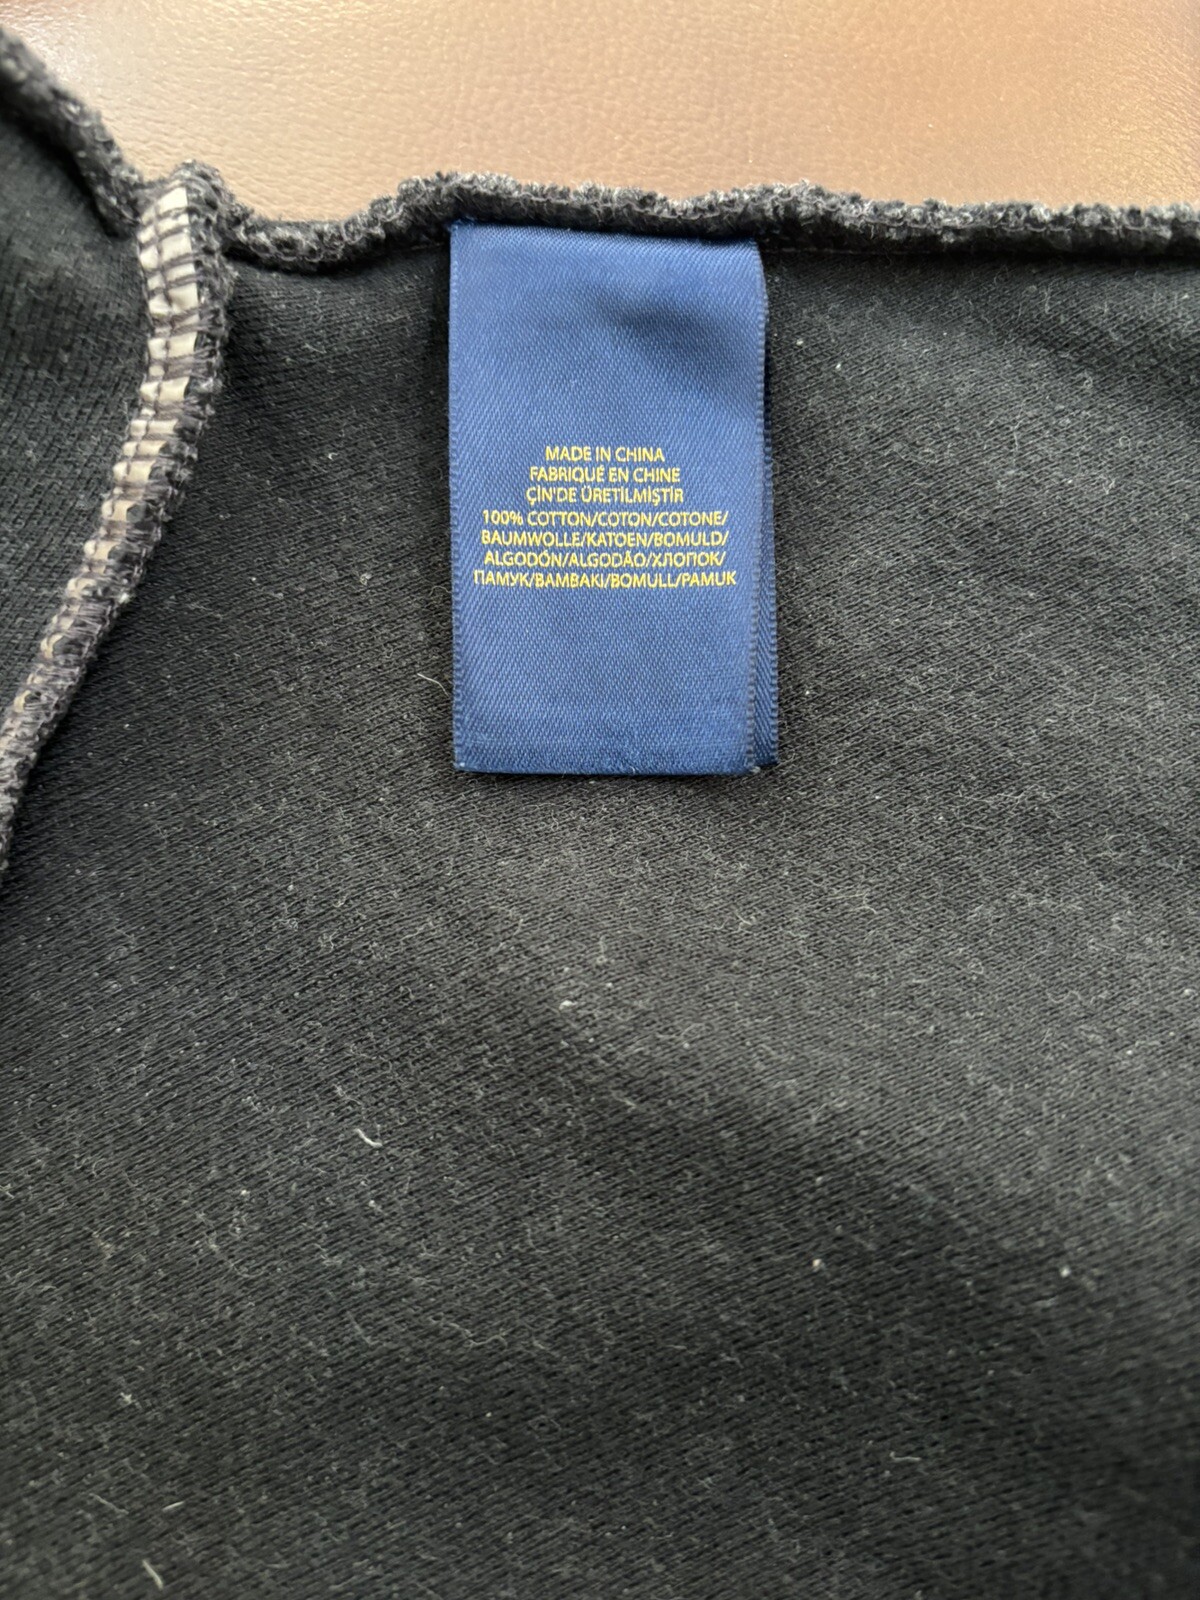 MADE IN CHINA
FABRIQUÉ EN CHINE
ÇİN'DE ÜRETİLMİŞTİR
100% COTTON/COTON/COTONE/
BAUMWOLLE/KATOEN/BOMULD/
ALGODÓN/ALGODÃO/ХЛОПОК/
ПАМУК/BAMBAKI/BOMULL/PAMUK